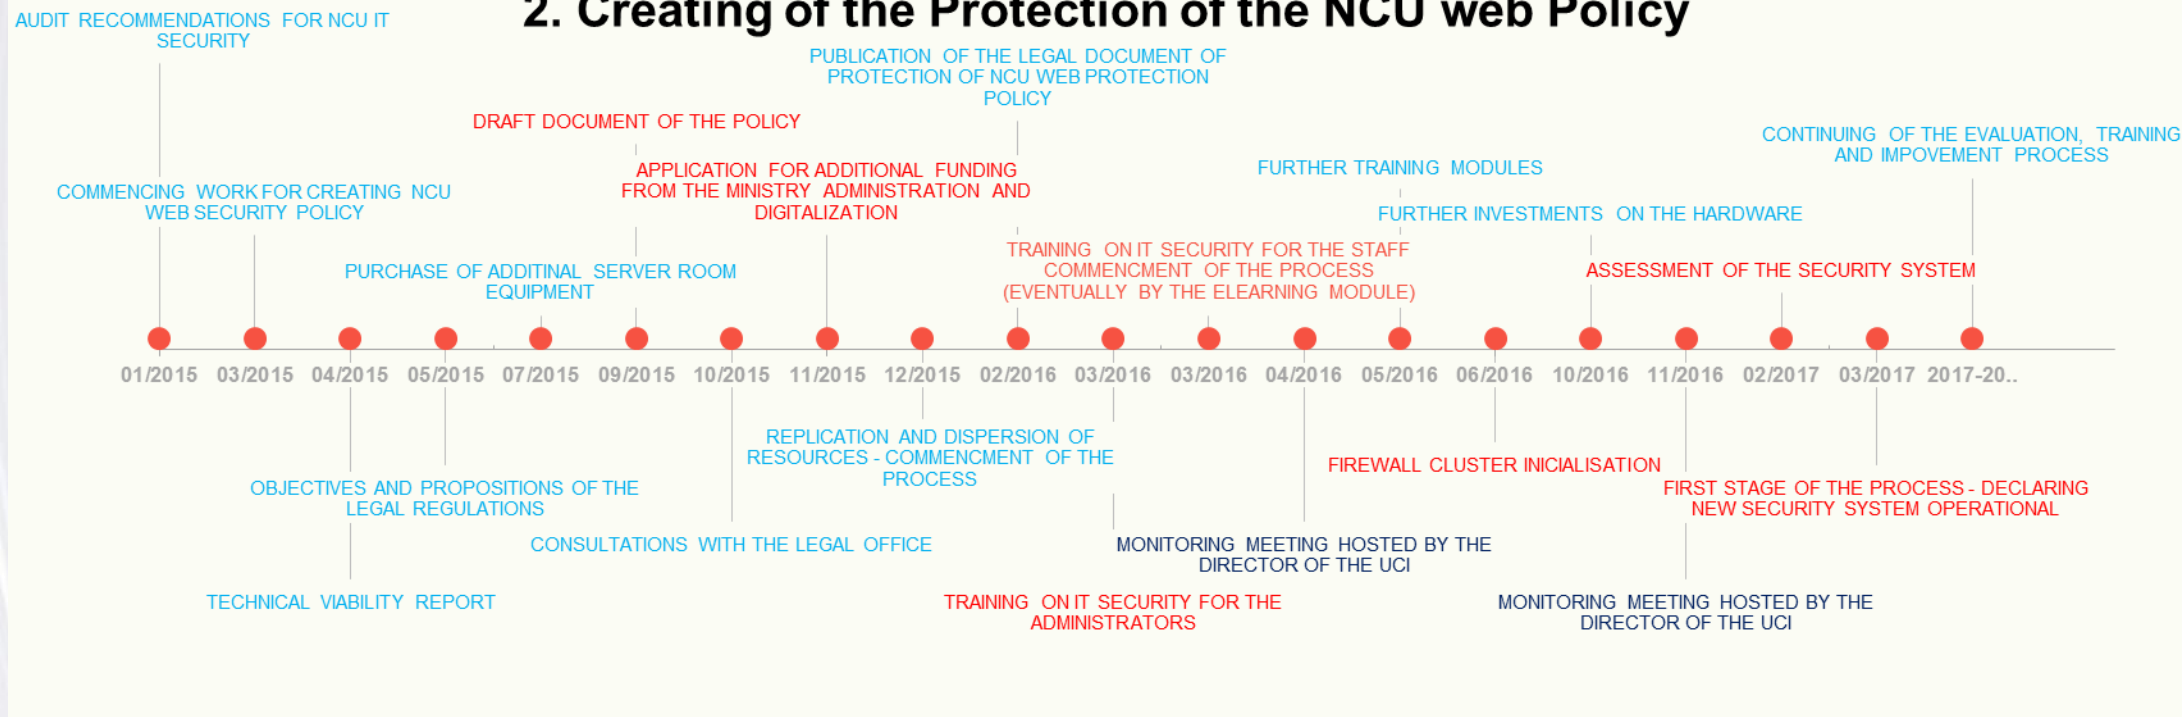 2. Creating of the Protection of the NCU web Policy
AUDIT RECOMMENDATIONS FOR NCU IT
SECURITY
PUBLICATION OF THE LEGAL DOCUMENT OF
PROTECTION OF NCU WEB PROTECTION
POLICY
DRAFT DOCUMENT OF THE POLICY
CONTINUING OF THE EVALUATION, TRAINING
AND IMPOVEMENT PROCESS
APPLICATION FOR ADDITIONAL FUNDING
FROM THE MINISTRY ADMINISTRATION AND
DIGITALIZATION
FURTHER TRAINING MODULES
COMMENCING WORK FOR CREATING NCU
WEB SECURITY POLICY
FURTHER INVESTMENTS ON THE HARDWARE
TRAINING ON IT SECURITY FOR THE STAFF
COMMENCMENT OF THE PROCESS
(EVENTUALLY BY THE ELEARNING MODULE)
PURCHASE OF ADDITINAL SERVER ROOM
EQUIPMENT
ASSESSMENT OF THE SECURITY SYSTEM
01/2015 03/2015 04/2015 05/2015 07/2015 09/2015 10/2015 11/2015 12/2015 02/2016 03/2016 03/2016 04/2016 05/2016 06/2016 10/2016 11/2016 02/2017 03/2017 2017-20..
REPLICATION AND DISPERSION OF
RESOURCES - COMMENCMENT OF THE
PROCESS
FIREWALL CLUSTER INICIALISATION
OBJECTIVES AND PROPOSITIONS OF THE
LEGAL REGULATIONS
FIRST STAGE OF THE PROCESS - DECLARING
NEW SECURITY SYSTEM OPERATIONAL
CONSULTATIONS WITH THE LEGAL OFFICE
MONITORING MEETING HOSTED BY THE
DIRECTOR OF THE UCI
TECHNICAL VIABILITY REPORT
TRAINING ON IT SECURITY FOR THE
ADMINISTRATORS
MONITORING MEETING HOSTED BY THE
DIRECTOR OF THE UCI